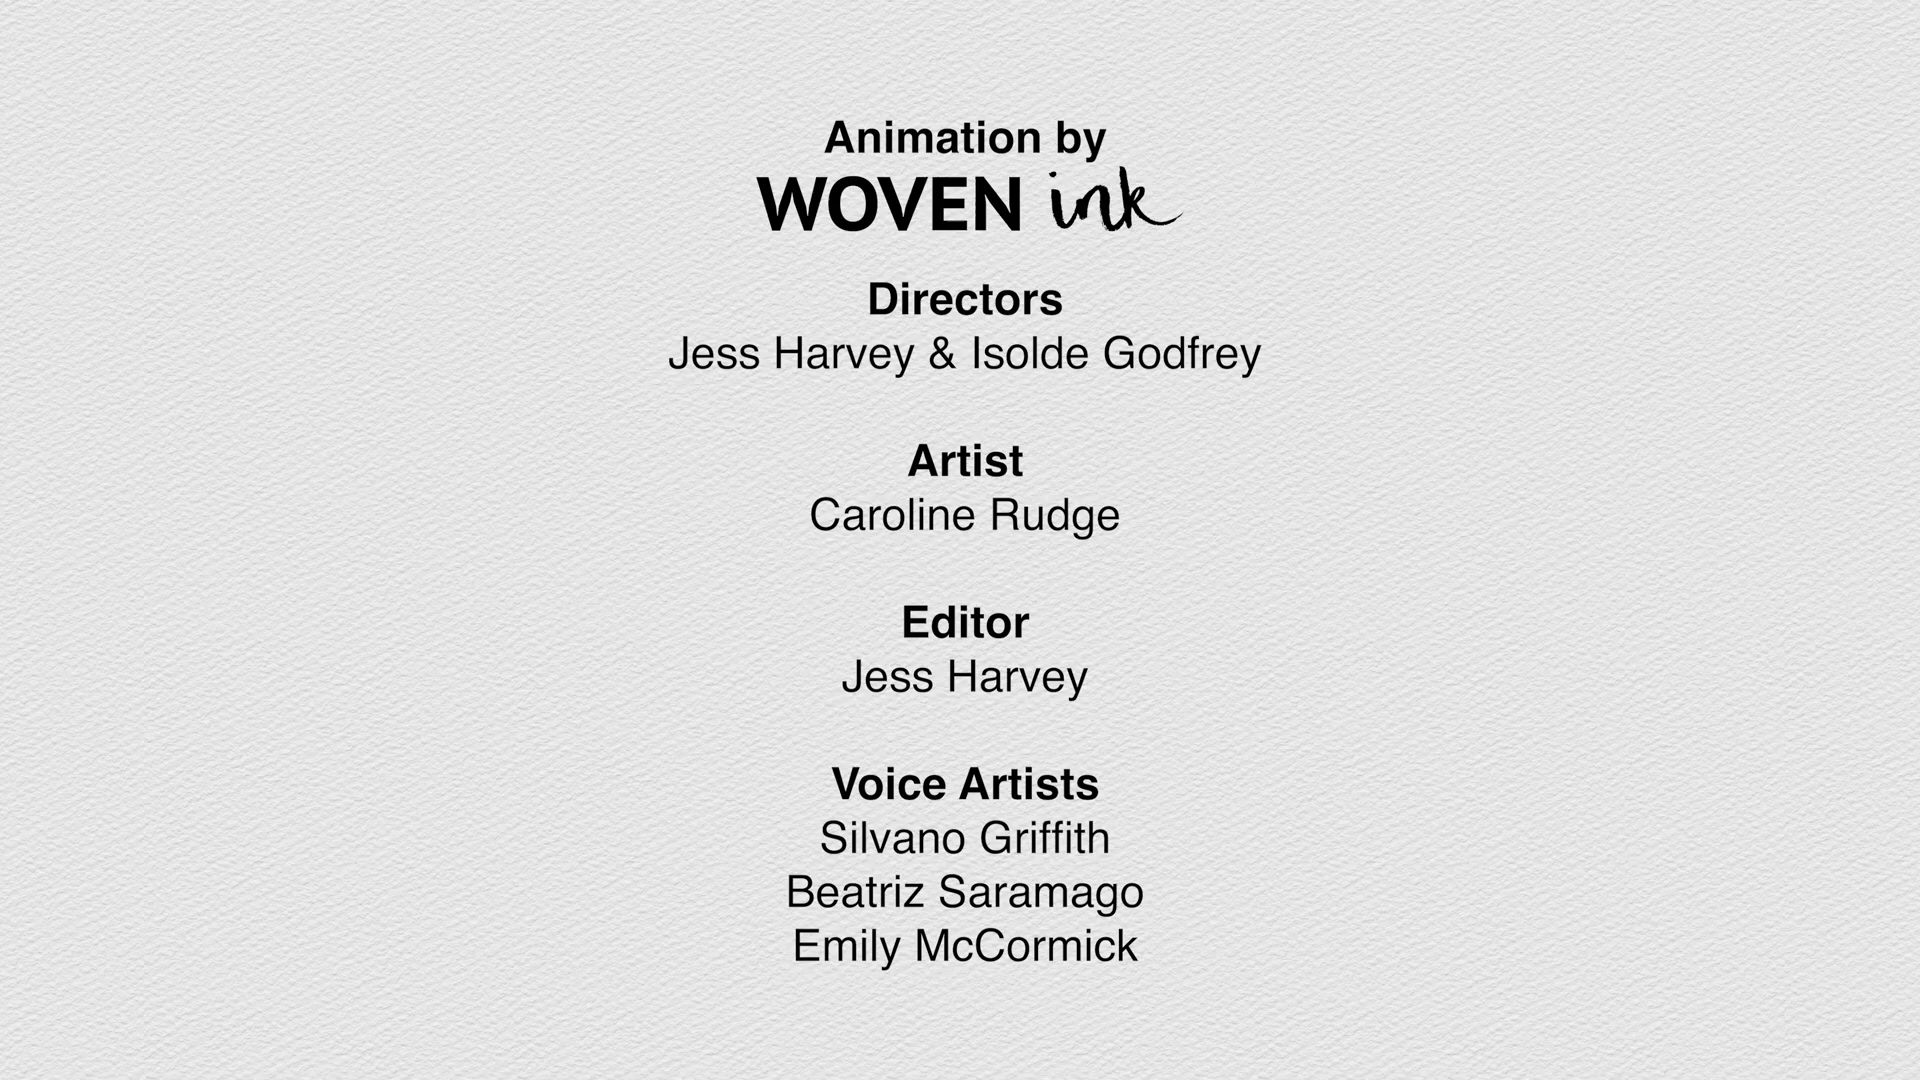 Animation by
WOVEN ink
Directors
Jess Harvey & Isolde Godfrey
Artist
Caroline Rudge
Editor
Jess Harvey
Voice Artists
Silvano Griffith
Beatriz Saramago
Emily McCormick